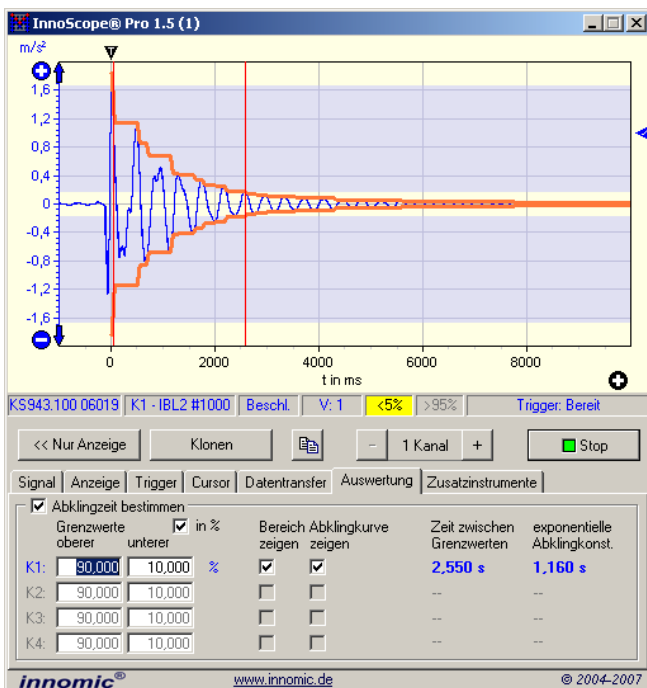 InnoScope® Pro 1.5 (1)
m/s²
T
1,6
1,2
0,8
0,4
0
-0,4
-0,8
-1,2
-1,6
0 2000 4000 6000 8000
t in ms
KS943.100 06019 K1 - IBL2 #1000 Beschl. V: 1 <5% >95% Trigger: Bereit
<< Nur Anzeige Klonen - 1 Kanal + Stop
Signal Anzeige Trigger Cursor Datentransfer Auswertung Zusatzinstrumente
Abklingzeit bestimmen
Grenzwerte in % Bereich Abklingkurve Zeit zwischen exponentielle
oberer unterer zeigen zeigen Grenzwerten Abklingkonst.
K1: 90,000 10,000 % 2,550 s 1,160 s
K2: 90,000 10,000 -- --
K3: 90,000 10,000 -- --
K4: 90,000 10,000 -- --
innomic® www.innomic.de © 2004-2007